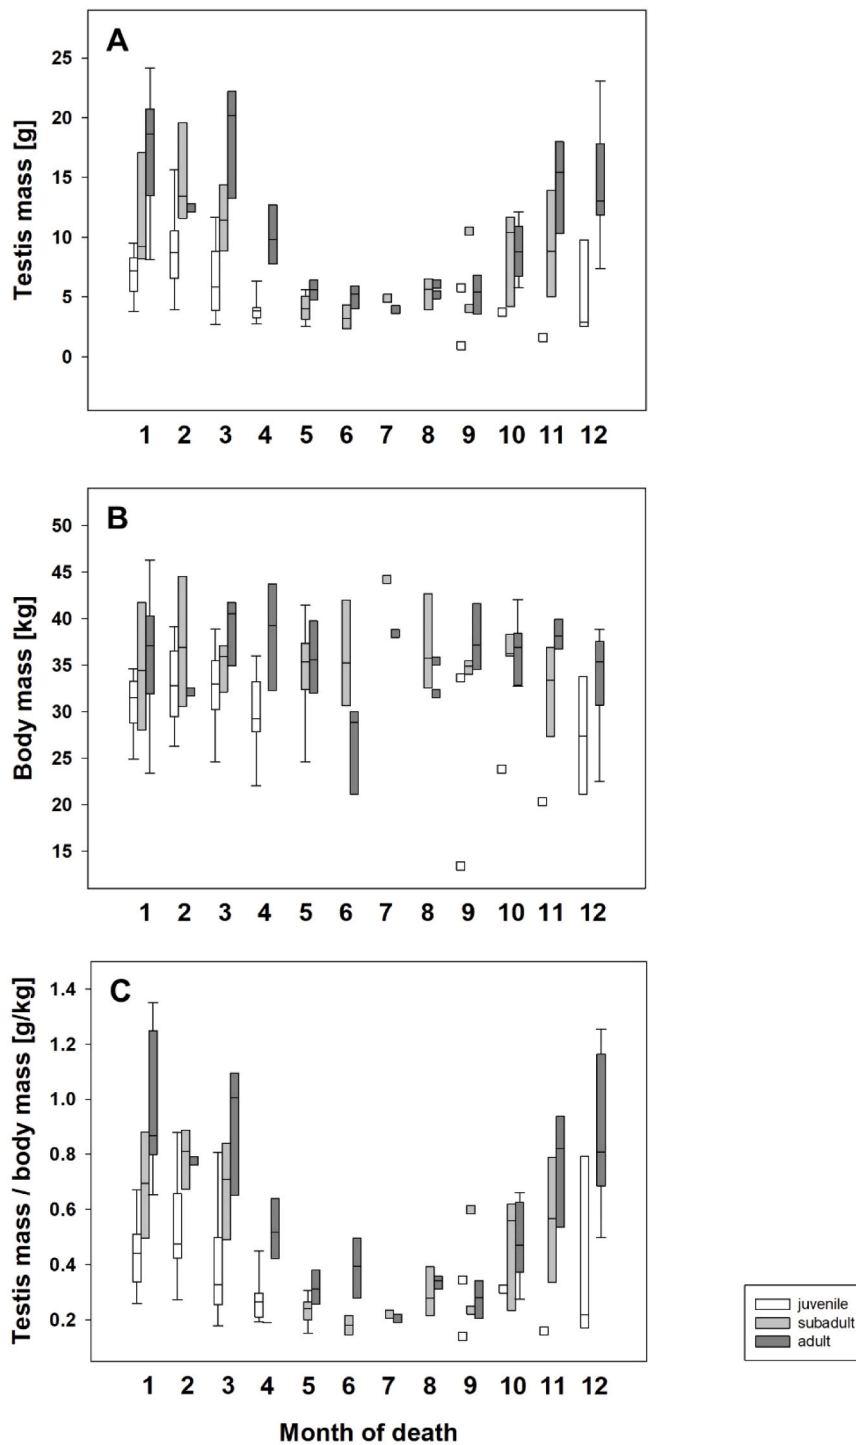 A
Testis mass [g]
25
20
15
10
5
0
1 2 3 4 5 6 7 8 9 10 11 12
B
Body mass [kg]
50
45
40
35
30
25
20
15
1 2 3 4 5 6 7 8 9 10 11 12
C
Testis mass / body mass [g/kg]
1.4
1.2
1.0
0.8
0.6
0.4
0.2
1 2 3 4 5 6 7 8 9 10 11 12
Month of death
juvenile
subadult
adult